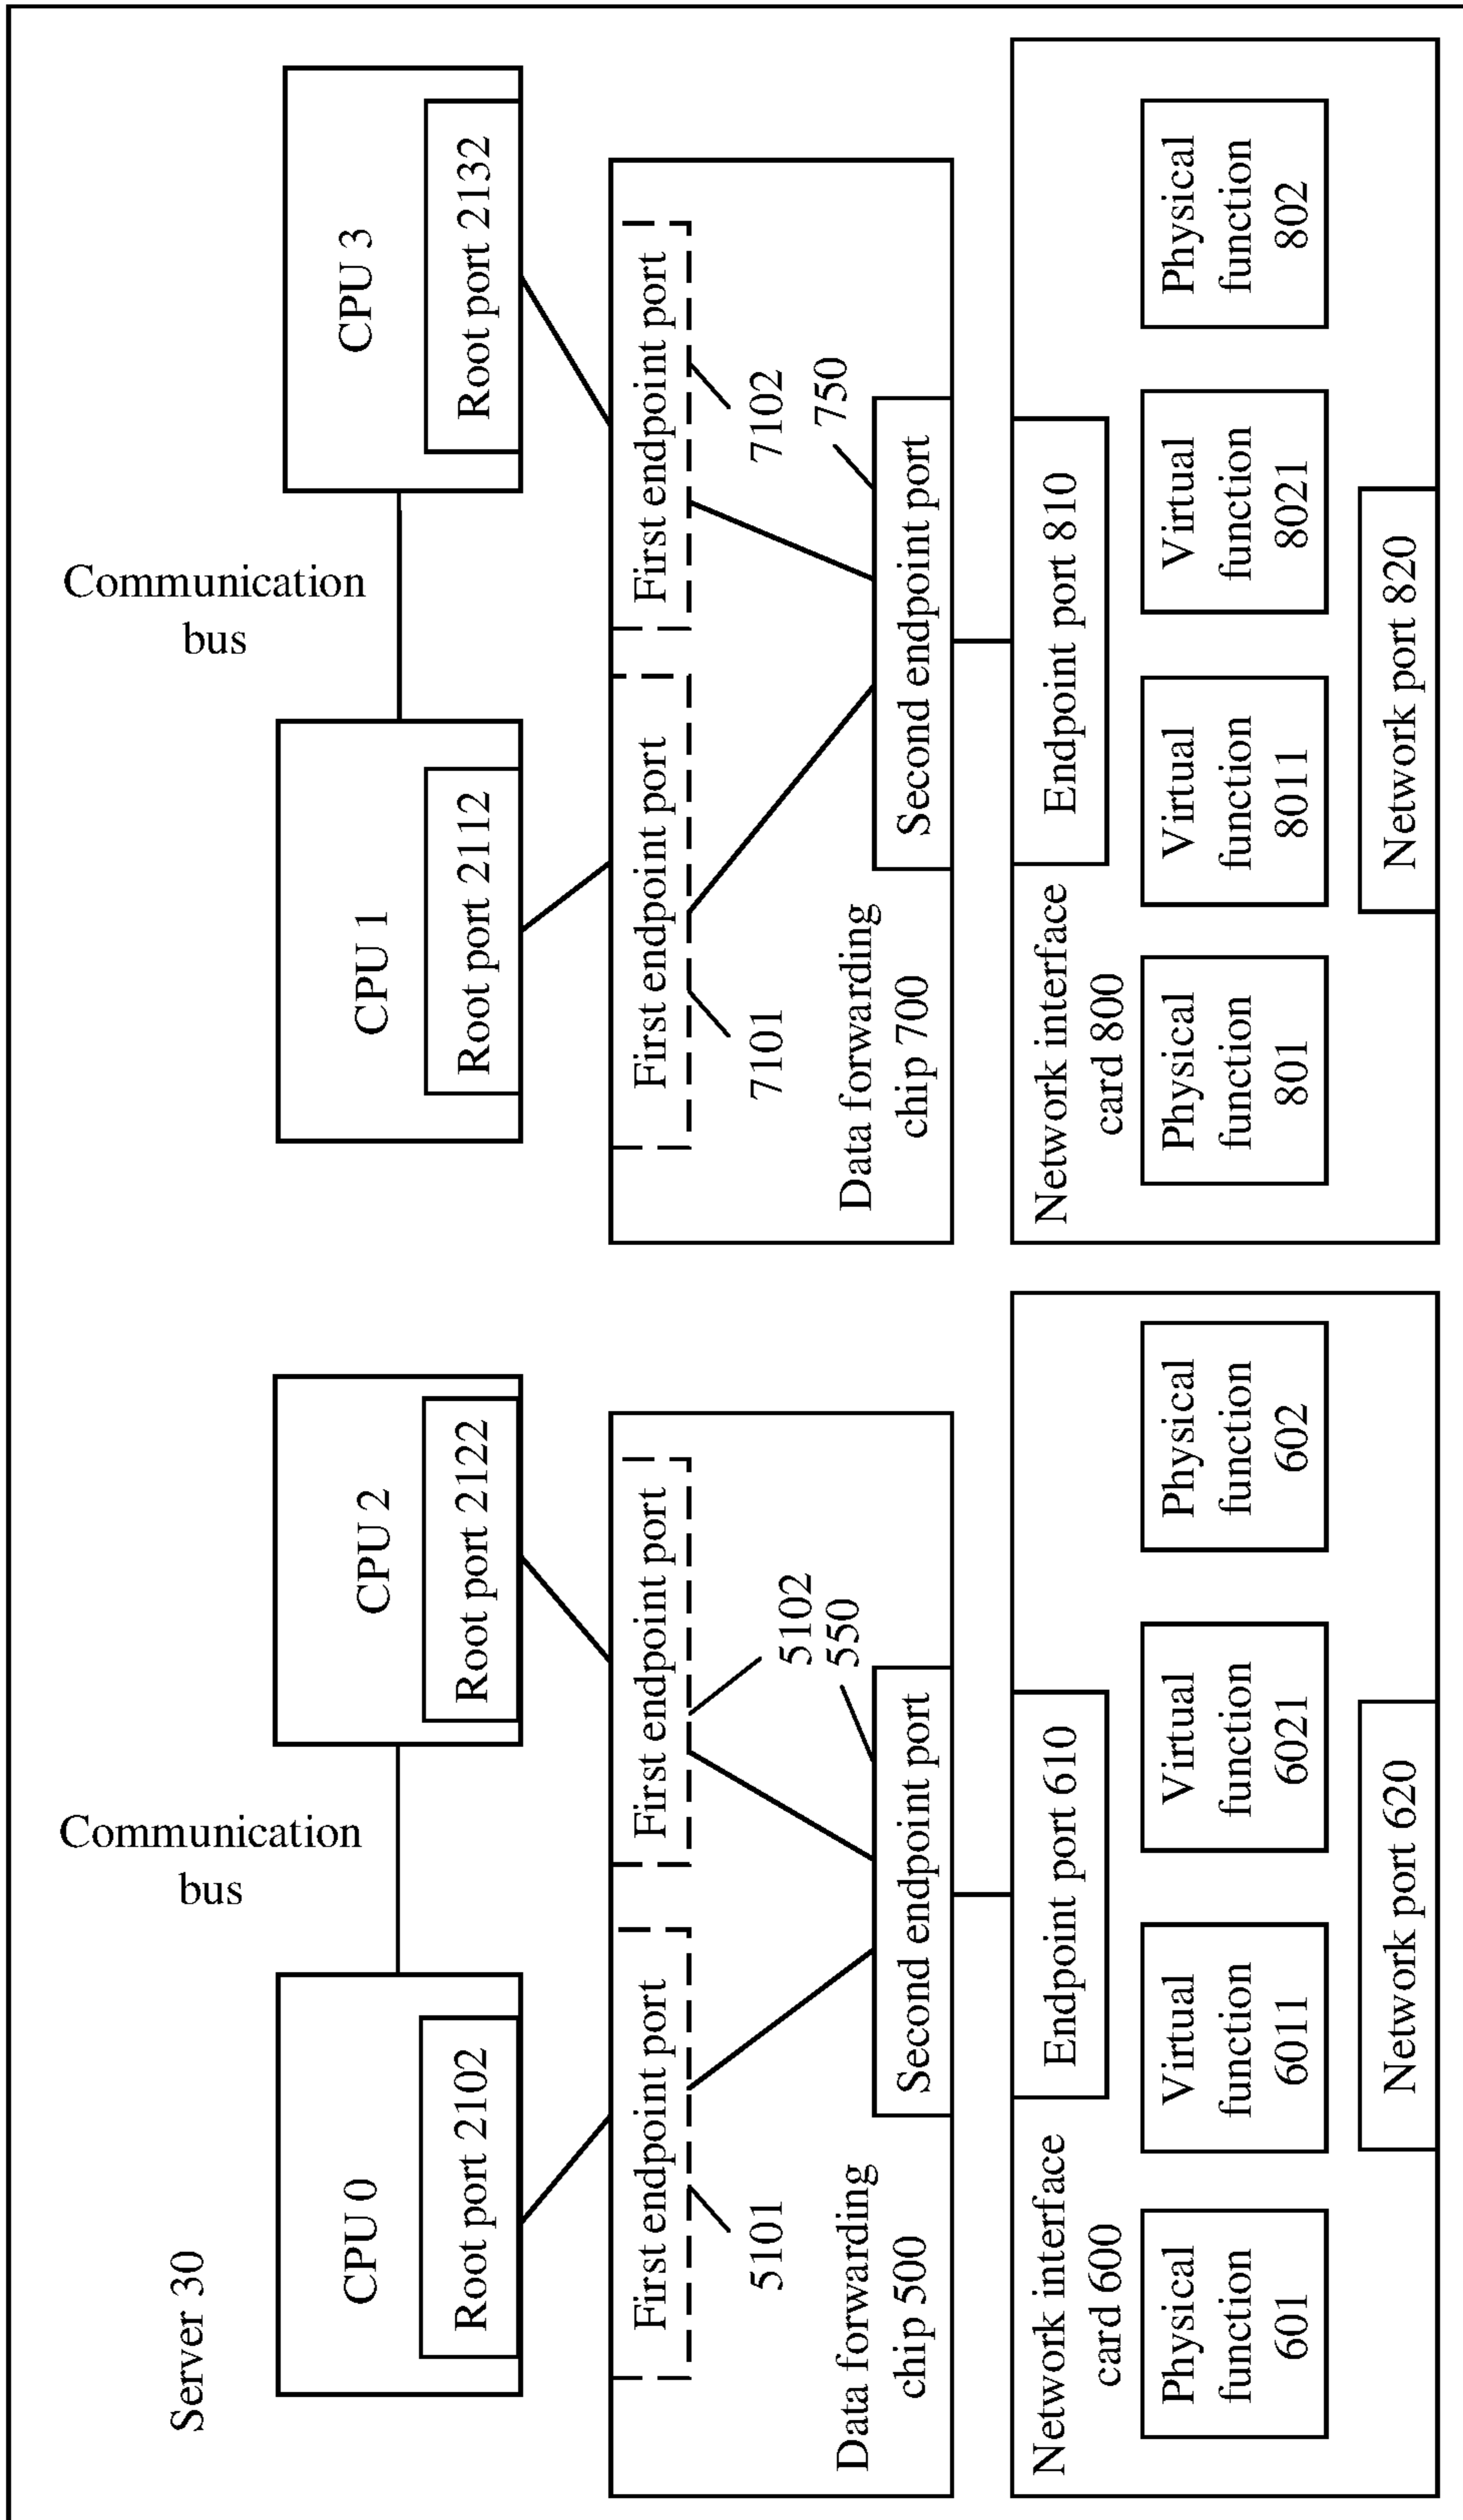 Server 30
CPU 0
Root port 2102
Communication
bus
CPU 2
Root port 2122
First endpoint port
5101
First endpoint port
5102
550
Second endpoint port
Data forwarding
chip 500
Network interface
card 600
Endpoint port 610
Physical
function
601
Virtual
function
6011
Virtual
function
6021
Physical
function
602
Network port 620
CPU 1
Root port 2112
Communication
bus
CPU 3
Root port 2132
First endpoint port
7101
First endpoint port
7102
750
Second endpoint port
Data forwarding
chip 700
Network interface
card 800
Endpoint port 810
Physical
function
801
Virtual
function
8011
Virtual
function
8021
Physical
function
802
Network port 820